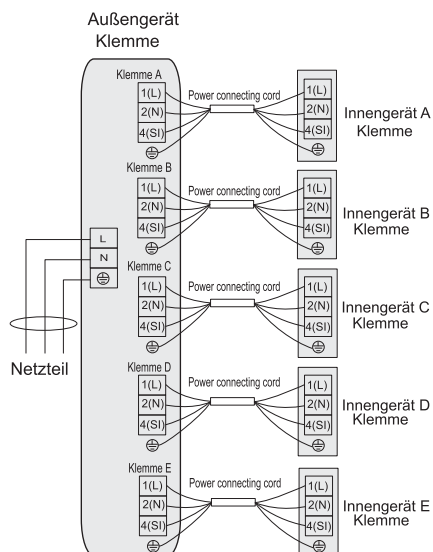 Außengerät
Klemme
Klemme A
1(L)
2(N)
4(SI)
Power connecting cord
1(L)
2(N)
4(SI)
Innengerät A
Klemme
Klemme B
1(L)
2(N)
4(SI)
Power connecting cord
1(L)
2(N)
4(SI)
Innengerät B
Klemme
L
N
Netzteil
Klemme C
1(L)
2(N)
4(SI)
Power connecting cord
1(L)
2(N)
4(SI)
Innengerät C
Klemme
Klemme D
1(L)
2(N)
4(SI)
Power connecting cord
1(L)
2(N)
4(SI)
Innengerät D
Klemme
Klemme E
1(L)
2(N)
4(SI)
Power connecting cord
1(L)
2(N)
4(SI)
Innengerät E
Klemme